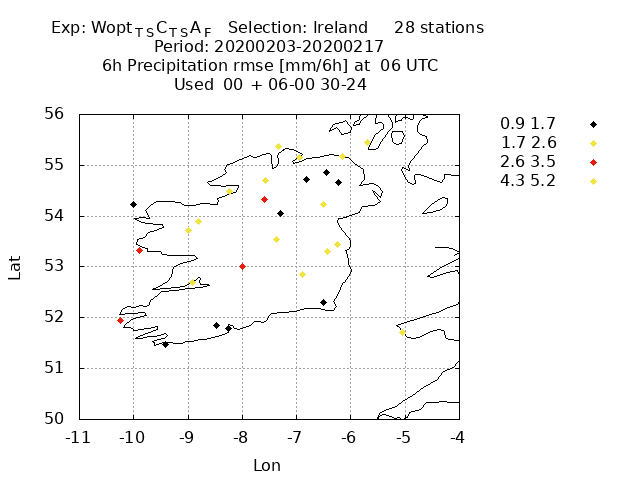 Exp: Wopt T S C T S A F Selection: Ireland 28 stations
Period: 20200203-20200217
6h Precipitation rmse [mm/6h] at 06 UTC
Used 00 + 06-00 30-24
56
55
54
53
52
51
50
-11 -10 -9 -8 -7 -6 -5 -4
Lat
Lon
0.9 1.7
1.7 2.6
2.6 3.5
4.3 5.2